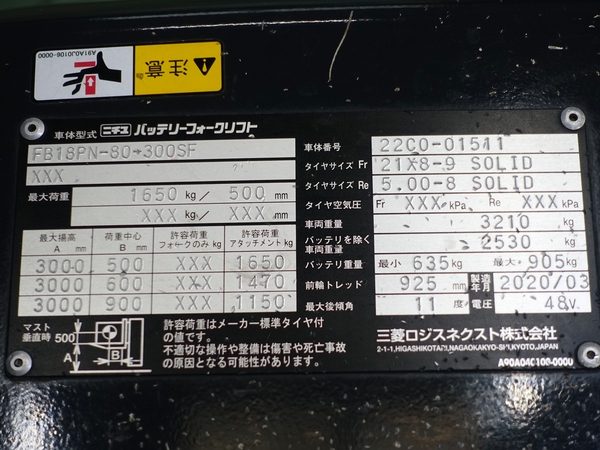 A91A0J0106-0000
注意
車体型式 ニチユ バッテリーフォークリフト
FB18PN-80-300SF
XXX
最大荷重 1650 kg / 500 mm
XXX kg / XXX mm
最大揚高 A mm 荷重中心 B mm 許容荷重 フォークのみ kg 許容荷重 アタッチメント kg
3000 500 XXX 1650
3000 600 XXX 1470
3000 900 XXX 1150
マスト垂直時 500 A B
許容荷重はメーカー標準タイヤ付
の値です。
不適切な操作や整備は傷害や死亡事故
の原因となる可能性があります。
車体番号 22C0-01541
タイヤサイズ Fr 21X8-9 SOLID
タイヤサイズ Re 5.00-8 SOLID
タイヤ空気圧 Fr XXX kPa Re XXX kPa
車両重量 3210 kg
バッテリを除く車両重量 2530 kg
バッテリ重量 最小 635 kg 最大 905 kg
前輪トレッド 925 mm 製造年月 2020/03
最大後傾角 11 度 電圧 48 V
三菱ロジスネクスト株式会社
2-1-1, HIGASHIKOTARI, NAGAOKAKYO-SHI, KYOTO, JAPAN
A90A04C100-0000